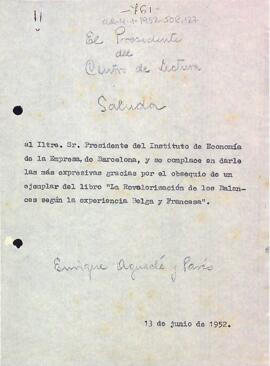 -761-
El Presidente
del
Centro de Lectura
Saluda
al Iltre. Sr. Presidente del Instituto de Economía
de la Empresa, de Barcelona, y se complace en darle
las más expresivas gracias por el obsequio de un
ejemplar del libro "La Revalorización de los Balan-
ces según la experiencia Belga y Francesa".
Enrique Aguadé y Parés
13 de junio de 1952.